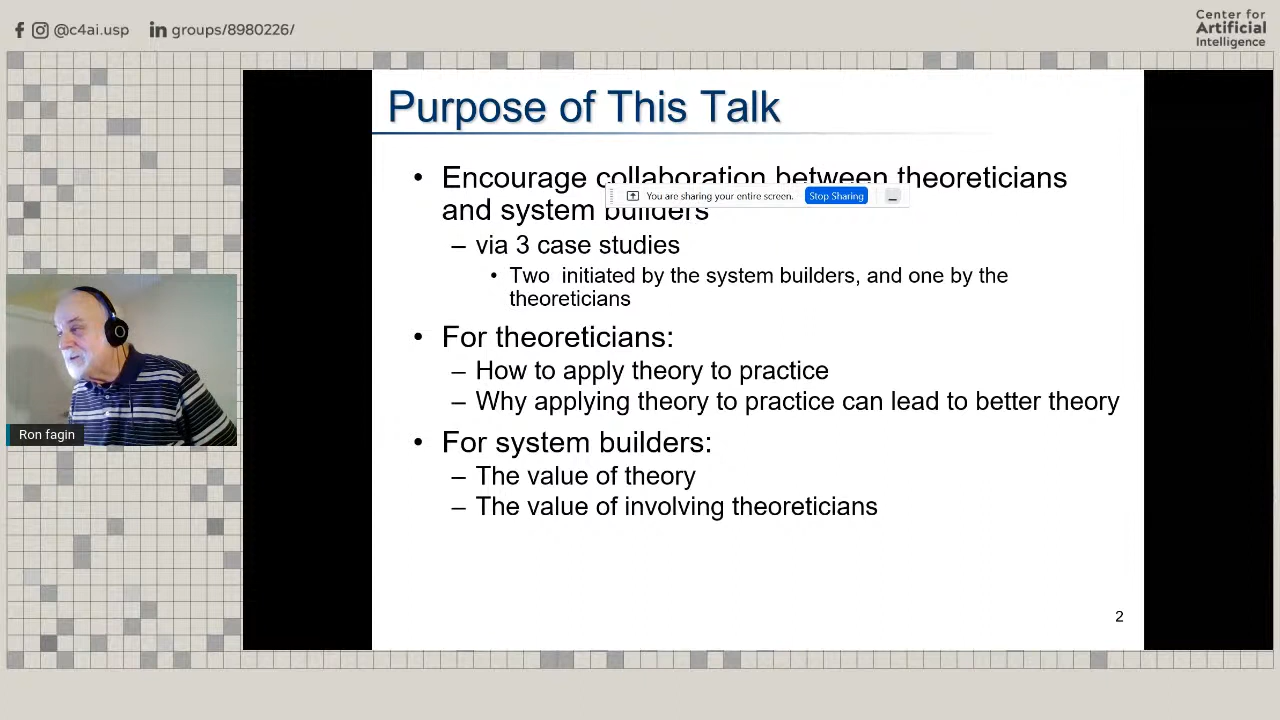 @c4ai.usp groups/8980226/
Center for
Artificial
Intelligence
Purpose of This Talk
• Encourage collaboration between theoreticians
and system builders
You are sharing your entire screen. Stop Sharing
– via 3 case studies
• Two initiated by the system builders, and one by the
theoreticians
• For theoreticians:
– How to apply theory to practice
– Why applying theory to practice can lead to better theory
• For system builders:
– The value of theory
– The value of involving theoreticians
2
Ron fagin